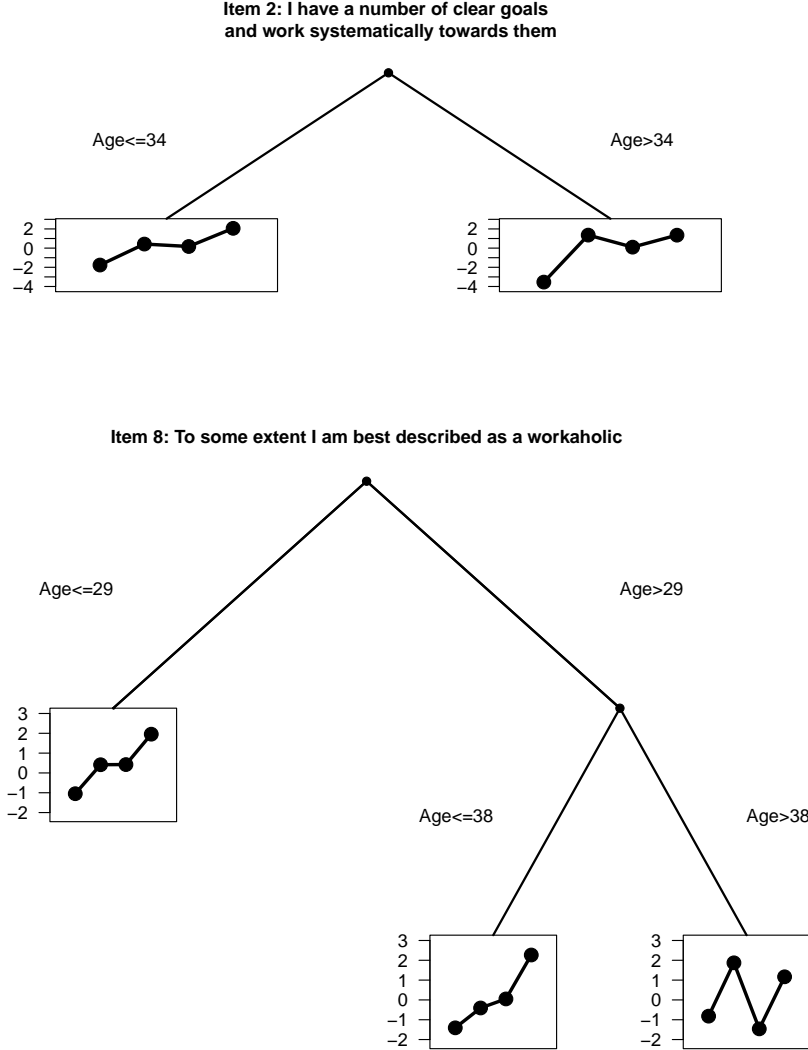 Item 2: I have a number of clear goals
and work systematically towards them
Age<=34
Age>34
2
0
−2
−4
2
0
−2
−4
Item 8: To some extent I am best described as a workaholic
Age<=29
Age>29
3
2
1
0
−1
−2
Age<=38
Age>38
3
2
1
0
−1
−2
3
2
1
0
−1
−2